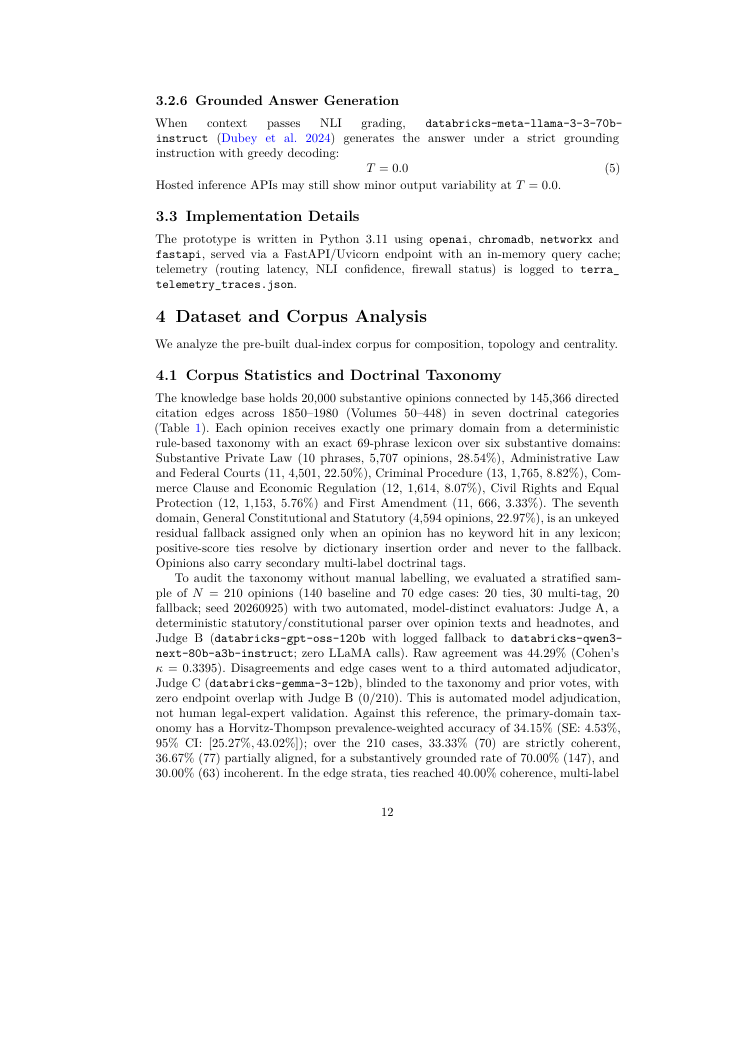 3.2.6 Grounded Answer Generation
When context passes NLI grading, databricks-meta-llama-3-3-70b-
instruct (Dubey et al. 2024) generates the answer under a strict grounding
instruction with greedy decoding:
T = 0.0 (5)
Hosted inference APIs may still show minor output variability at T = 0.0.
3.3 Implementation Details
The prototype is written in Python 3.11 using openai, chromadb, networkx and
fastapi, served via a FastAPI/Uvicorn endpoint with an in-memory query cache;
telemetry (routing latency, NLI confidence, firewall status) is logged to terra_
telemetry_traces.json.
4 Dataset and Corpus Analysis
We analyze the pre-built dual-index corpus for composition, topology and centrality.
4.1 Corpus Statistics and Doctrinal Taxonomy
The knowledge base holds 20,000 substantive opinions connected by 145,366 directed
citation edges across 1850–1980 (Volumes 50–448) in seven doctrinal categories
(Table 1). Each opinion receives exactly one primary domain from a deterministic
rule-based taxonomy with an exact 69-phrase lexicon over six substantive domains:
Substantive Private Law (10 phrases, 5,707 opinions, 28.54%), Administrative Law
and Federal Courts (11, 4,501, 22.50%), Criminal Procedure (13, 1,765, 8.82%), Com-
merce Clause and Economic Regulation (12, 1,614, 8.07%), Civil Rights and Equal
Protection (12, 1,153, 5.76%) and First Amendment (11, 666, 3.33%). The seventh
domain, General Constitutional and Statutory (4,594 opinions, 22.97%), is an unkeyed
residual fallback assigned only when an opinion has no keyword hit in any lexicon;
positive-score ties resolve by dictionary insertion order and never to the fallback.
Opinions also carry secondary multi-label doctrinal tags.
To audit the taxonomy without manual labelling, we evaluated a stratified sam-
ple of N = 210 opinions (140 baseline and 70 edge cases: 20 ties, 30 multi-tag, 20
fallback; seed 20260925) with two automated, model-distinct evaluators: Judge A, a
deterministic statutory/constitutional parser over opinion texts and headnotes, and
Judge B (databricks-gpt-oss-120b with logged fallback to databricks-qwen3-
next-80b-a3b-instruct; zero LLaMA calls). Raw agreement was 44.29% (Cohen's
κ = 0.3395). Disagreements and edge cases went to a third automated adjudicator,
Judge C (databricks-gemma-3-12b), blinded to the taxonomy and prior votes, with
zero endpoint overlap with Judge B (0/210). This is automated model adjudication,
not human legal-expert validation. Against this reference, the primary-domain tax-
onomy has a Horvitz-Thompson prevalence-weighted accuracy of 34.15% (SE: 4.53%,
95% CI: [25.27%, 43.02%]); over the 210 cases, 33.33% (70) are strictly coherent,
36.67% (77) partially aligned, for a substantively grounded rate of 70.00% (147), and
30.00% (63) incoherent. In the edge strata, ties reached 40.00% coherence, multi-label
12